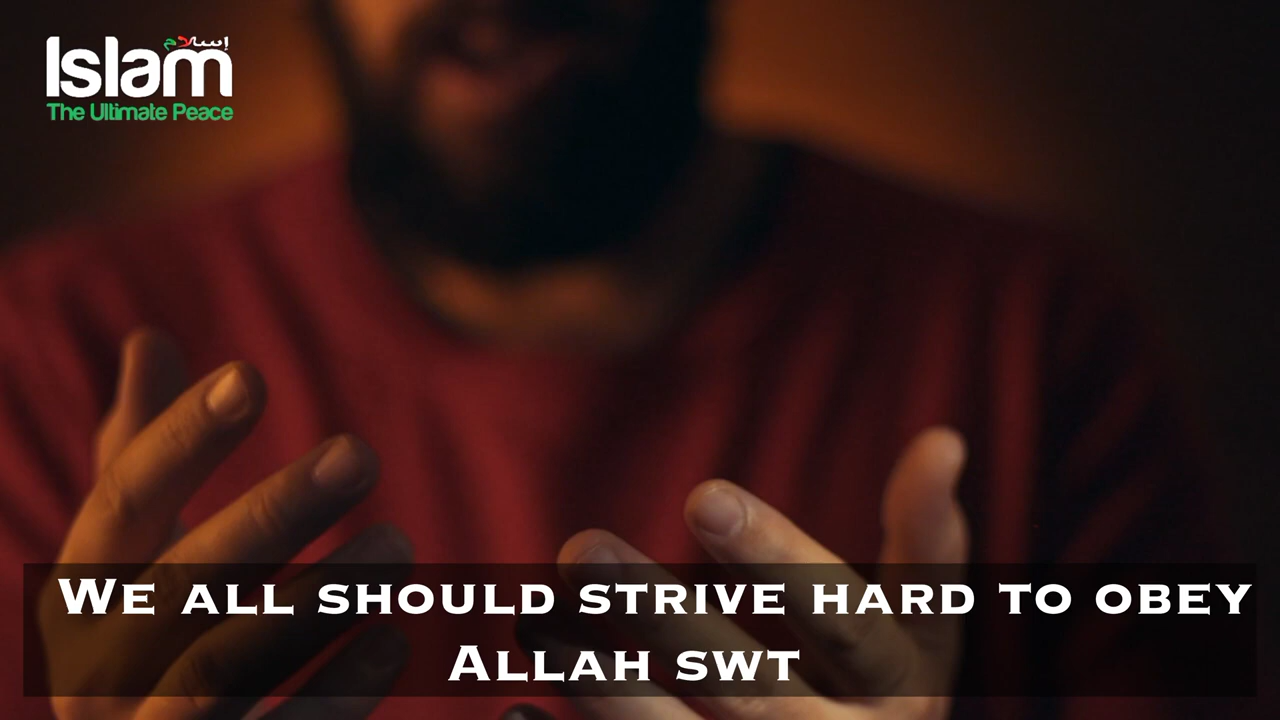 إسلام
Islam
The Ultimate Peace
We all should strive hard to obey
Allah swt